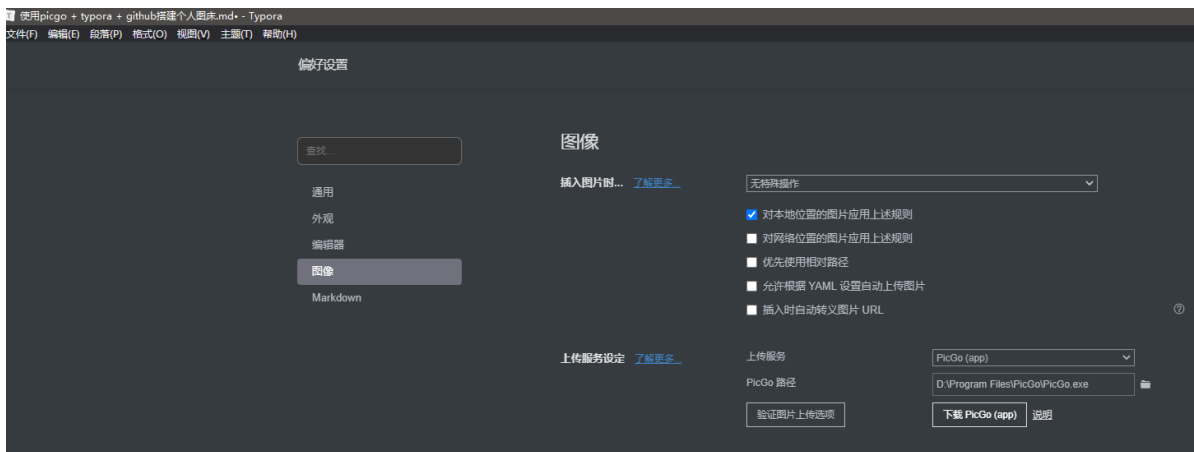 使用picgo + typora + github搭建个人图床.md• - Typora
文件(F) 编辑(E) 段落(P) 格式(O) 视图(V) 主题(T) 帮助(H)
偏好设置
查找...
图像
插入图片时... 了解更多... 无特殊操作
通用
对本地位置的图片应用上述规则
外观
对网络位置的图片应用上述规则
编辑器
优先使用相对路径
图像
允许根据 YAML 设置自动上传图片
Markdown
插入时自动转义图片 URL
上传服务设定 了解更多... 上传服务 PicGo (app)
PicGo 路径 D:\Program Files\PicGo\PicGo.exe
验证图片上传选项 下载 PicGo (app) 说明